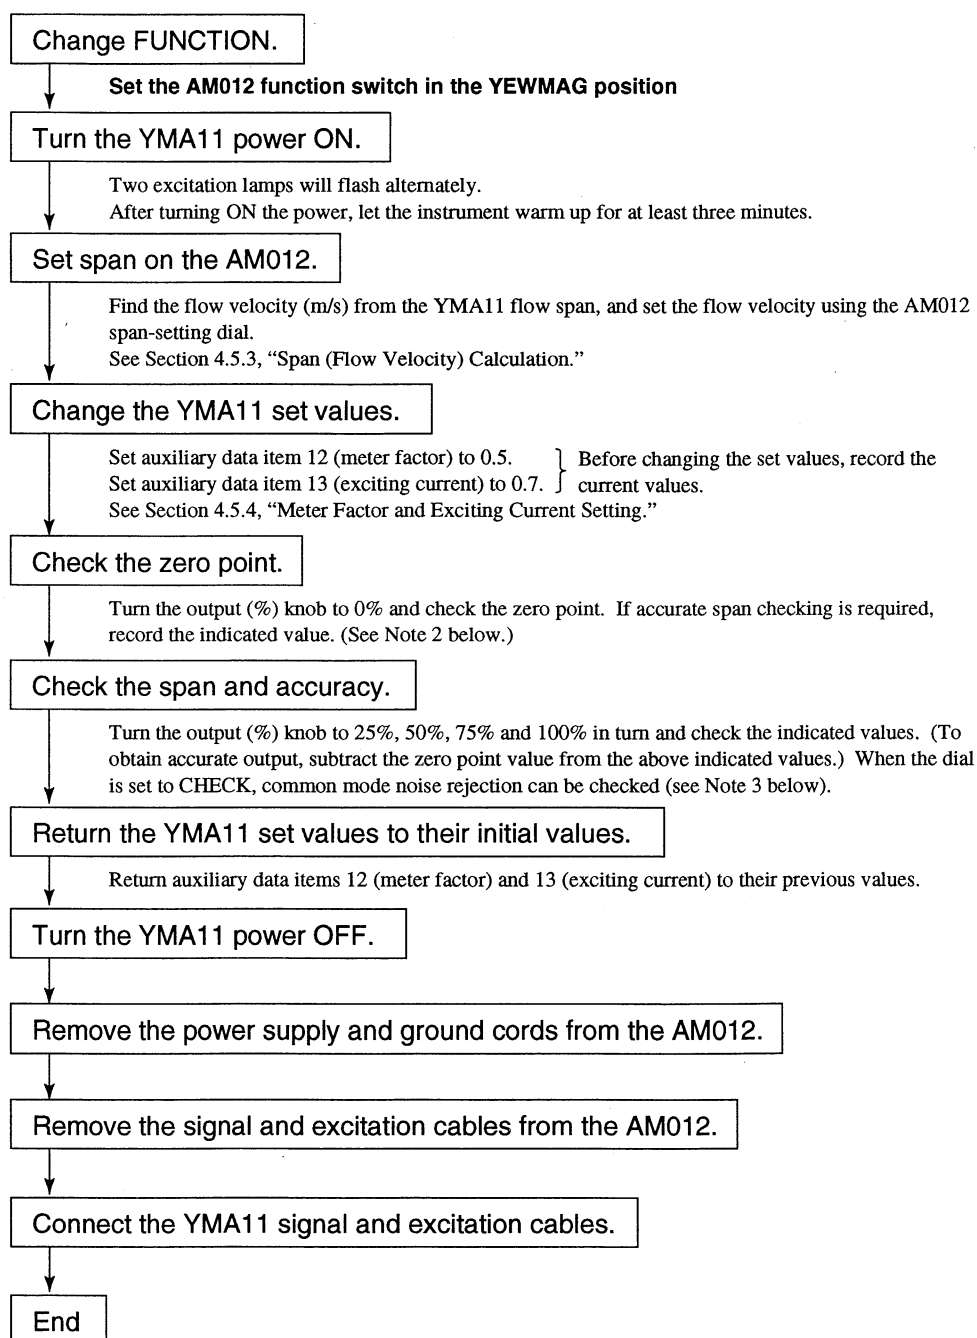 Change FUNCTION.
Set the AM012 function switch in the YEWMAG position
Turn the YMA11 power ON.
Two excitation lamps will flash alternately.
After turning ON the power, let the instrument warm up for at least three minutes.
Set span on the AM012.
Find the flow velocity (m/s) from the YMA11 flow span, and set the flow velocity using the AM012
span-setting dial.
See Section 4.5.3, “Span (Flow Velocity) Calculation.”
Change the YMA11 set values.
Set auxiliary data item 12 (meter factor) to 0.5.
Set auxiliary data item 13 (exciting current) to 0.7.
Before changing the set values, record the
current values.
See Section 4.5.4, “Meter Factor and Exciting Current Setting.”
Check the zero point.
Turn the output (%) knob to 0% and check the zero point. If accurate span checking is required,
record the indicated value. (See Note 2 below.)
Check the span and accuracy.
Turn the output (%) knob to 25%, 50%, 75% and 100% in turn and check the indicated values. (To
obtain accurate output, subtract the zero point value from the above indicated values.) When the dial
is set to CHECK, common mode noise rejection can be checked (see Note 3 below).
Return the YMA11 set values to their initial values.
Return auxiliary data items 12 (meter factor) and 13 (exciting current) to their previous values.
Turn the YMA11 power OFF.
Remove the power supply and ground cords from the AM012.
Remove the signal and excitation cables from the AM012.
Connect the YMA11 signal and excitation cables.
End